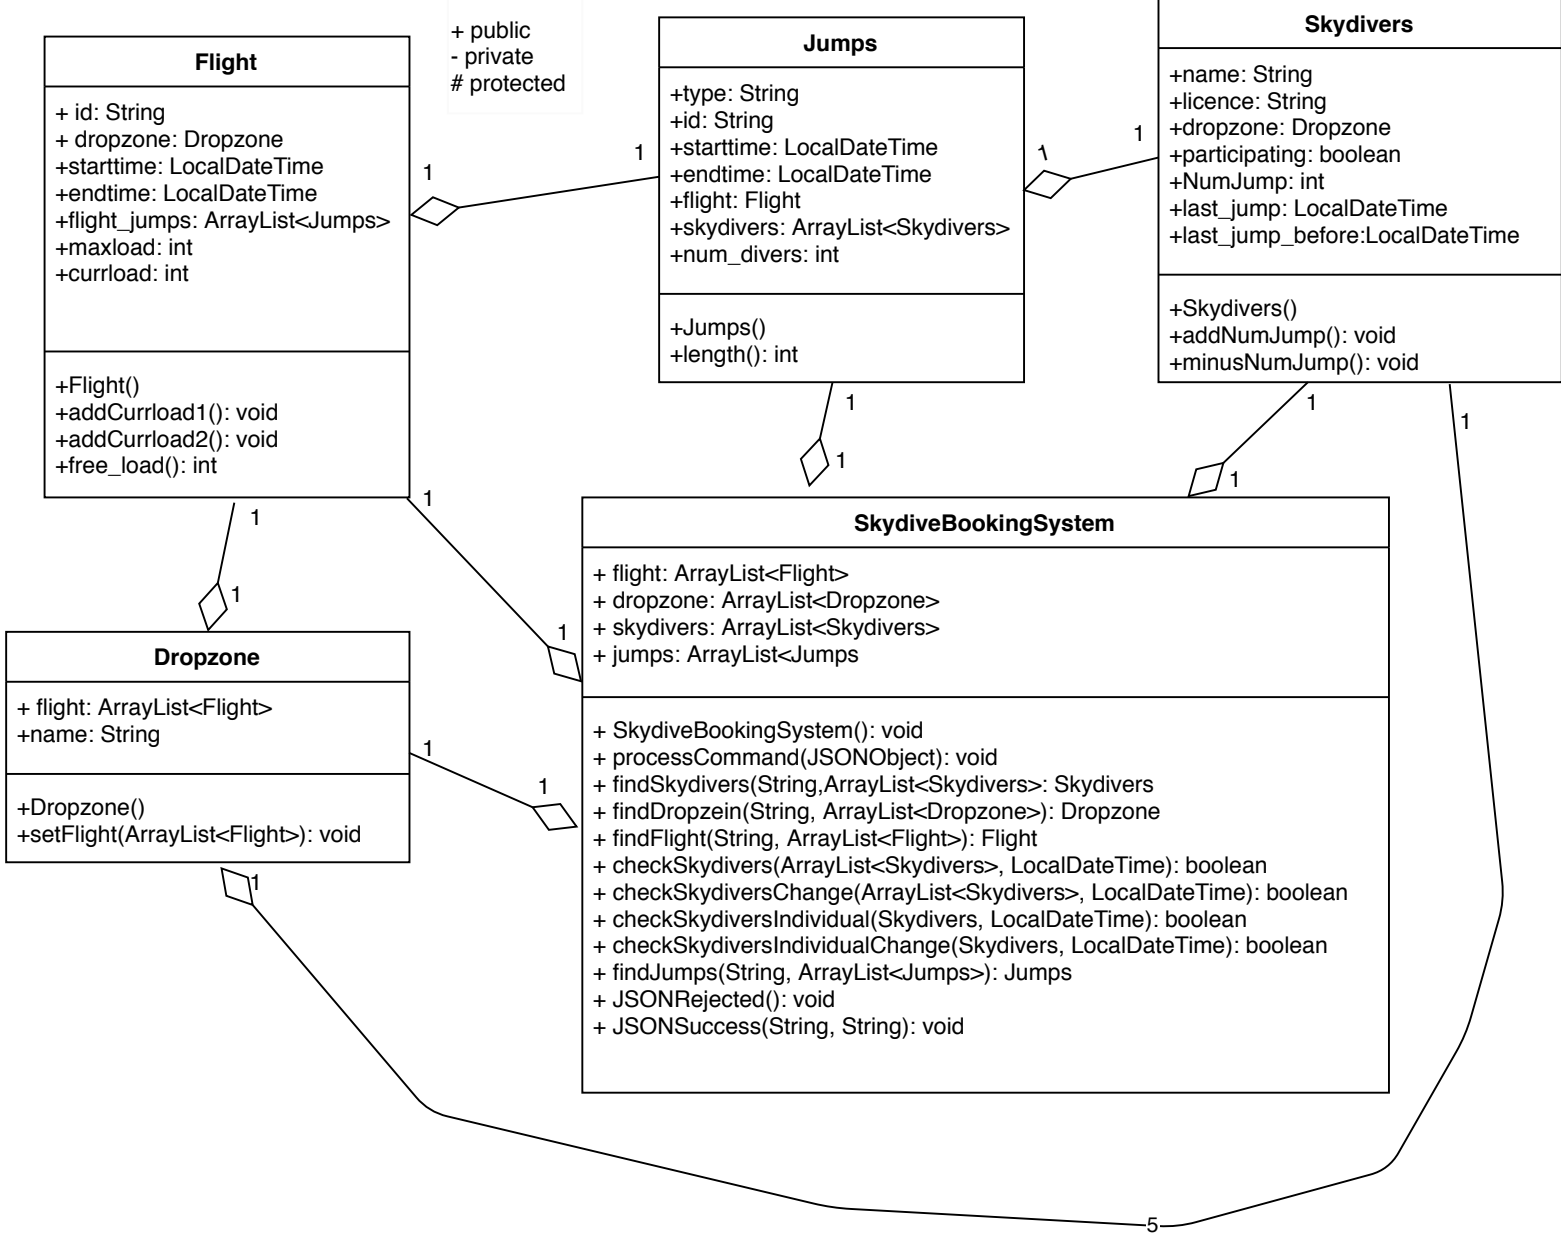 + public
- private
# protected
Flight
+ id: String
+ dropzone: Dropzone
+starttime: LocalDateTime
+endtime: LocalDateTime
+flight_jumps: ArrayList<Jumps>
+maxload: int
+currload: int
+Flight()
+addCurrload1(): void
+addCurrload2(): void
+free_load(): int
1
1
Jumps
+type: String
+id: String
+starttime: LocalDateTime
+endtime: LocalDateTime
+flight: Flight
+skydivers: ArrayList<Skydivers>
+num_divers: int
+Jumps()
+length(): int
1
1
Skydivers
+name: String
+licence: String
+dropzone: Dropzone
+participating: boolean
+NumJump: int
+last_jump: LocalDateTime
+last_jump_before:LocalDateTime
+Skydivers()
+addNumJump(): void
+minusNumJump(): void
1
1
1
1
1
1
1
1
1
Dropzone
+ flight: ArrayList<Flight>
+name: String
+Dropzone()
+setFlight(ArrayList<Flight>): void
1
1
1
SkydiveBookingSystem
+ flight: ArrayList<Flight>
+ dropzone: ArrayList<Dropzone>
+ skydivers: ArrayList<Skydivers>
+ jumps: ArrayList<Jumps
+ SkydiveBookingSystem(): void
+ processCommand(JSONObject): void
+ findSkydivers(String,ArrayList<Skydivers>: Skydivers
+ findDropzein(String, ArrayList<Dropzone>): Dropzone
+ findFlight(String, ArrayList<Flight>): Flight
+ checkSkydivers(ArrayList<Skydivers>, LocalDateTime): boolean
+ checkSkydiversChange(ArrayList<Skydivers>, LocalDateTime): boolean
+ checkSkydiversIndividual(Skydivers, LocalDateTime): boolean
+ checkSkydiversIndividualChange(Skydivers, LocalDateTime): boolean
+ findJumps(String, ArrayList<Jumps>): Jumps
+ JSONRejected(): void
+ JSONSuccess(String, String): void
5